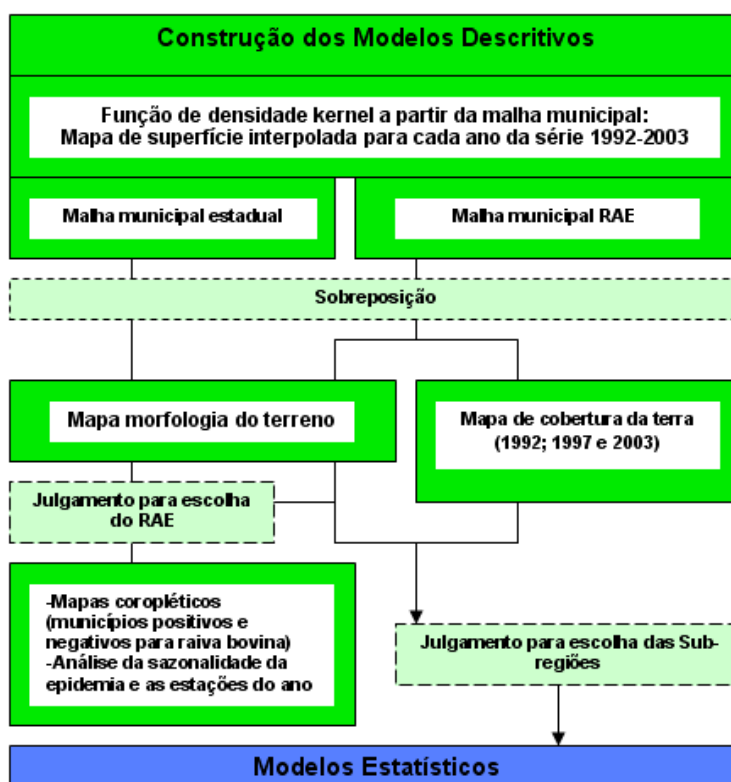 Construção dos Modelos Descritivos
Função de densidade kernel a partir da malha municipal:
Mapa de superfície interpolada para cada ano da série 1992-2003
Malha municipal estadual
Malha municipal RAE
Sobreposição
Mapa morfologia do terreno
Mapa de cobertura da terra
(1992; 1997 e 2003)
Julgamento para escolha
do RAE
-Mapas coropléticos
(municípios positivos e
negativos para raiva bovina)
-Análise da sazonalidade da
epidemia e as estações do ano
Julgamento para escolha das Sub-
regiões
Modelos Estatísticos